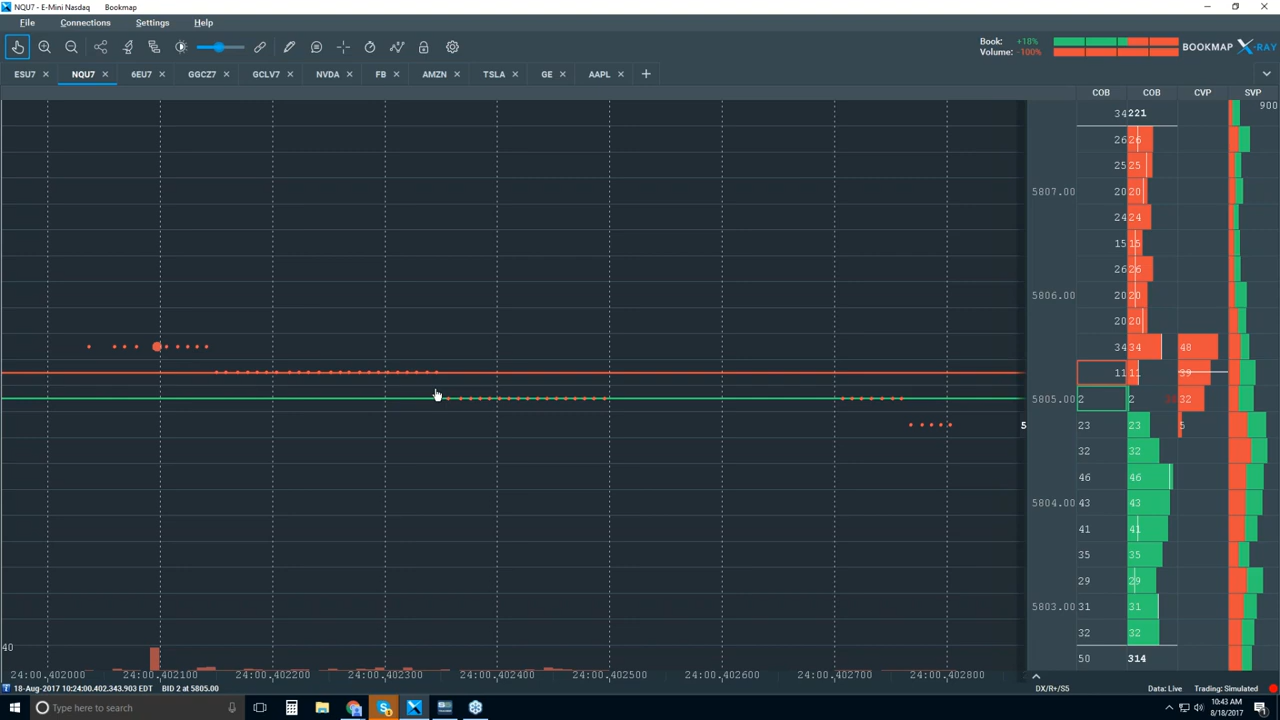 NQU7 - E-Mini Nasdaq Bookmap
File Connections Settings Help
Book: +18%
Volume: -100%
BOOKMAP X-RAY
ESU7 NQU7 6EU7 GGCZ7 GCLV7 NVDA FB AMZN TSLA GE AAPL
COB COB CVP SVP
900
34 221
26 26
25 25
5807.00 20 20
24 24
15 15
26 26
5806.00 20 20
20 20
34 34 48
11 11 39
5805.00 2 2 32
5 23 23 5
32 32
46 46
5804.00 43 43
41 41
35 35
29 29
5803.00 31 31
32 32
40
50 314
24:00.402000 24:00.402100 24:00.402200 24:00.402300 24:00.402400 24:00.402500 24:00.402600 24:00.402700 24:00.402800
18-Aug-2017 10:24:00.402,343.903 EDT BID 2 at 5805.00
DX/R+/S5 Data: Live Trading: Simulated
Type here to search
10:43 AM
8/18/2017